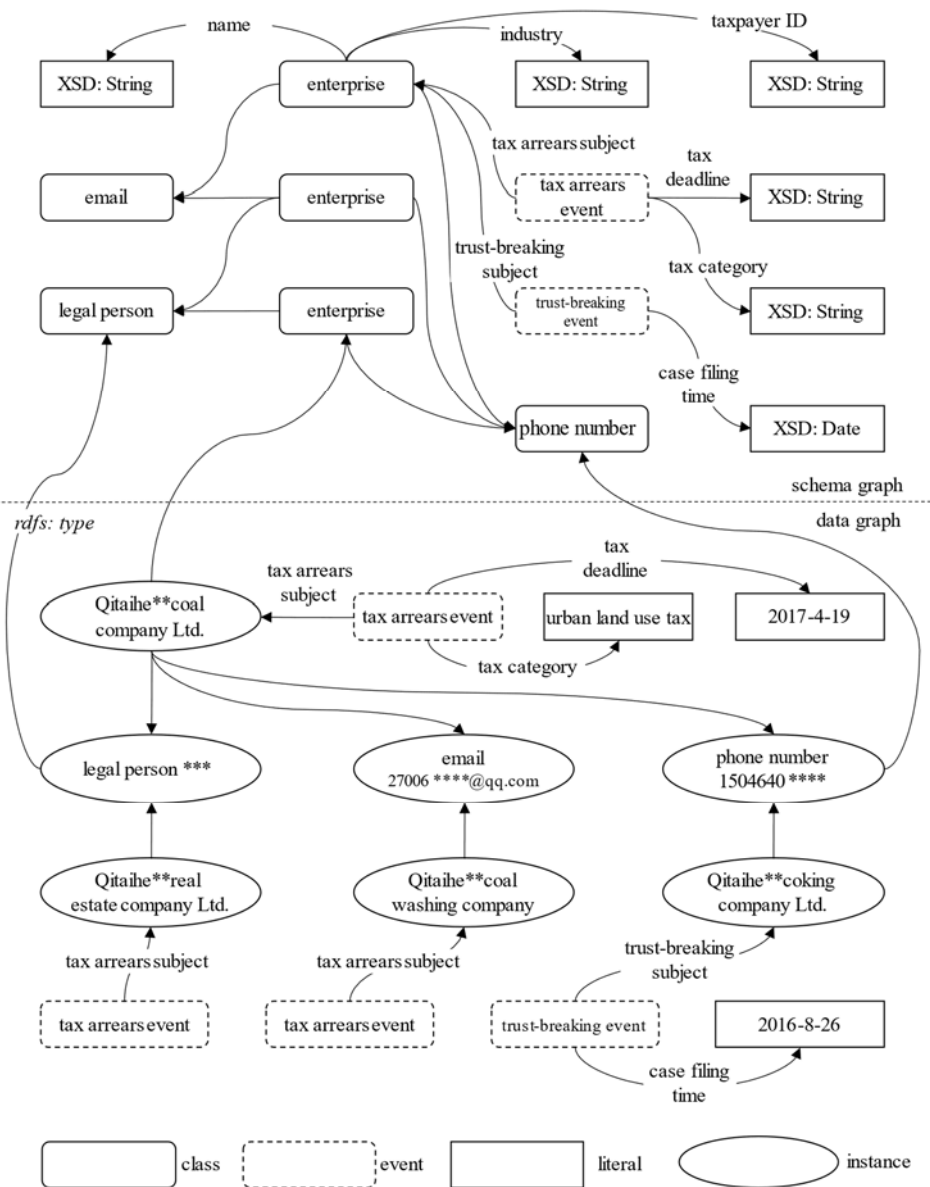 name
industry
taxpayer ID
XSD: String
enterprise
XSD: String
XSD: String
tax arrears subject
tax
deadline
email
enterprise
tax arrears
event
XSD: String
trust-breaking
subject
tax category
legal person
enterprise
trust-breaking
event
XSD: String
case filing
time
phone number
XSD: Date
schema graph
rdfs: type
data graph
tax
deadline
tax arrears
subject
Qitaihe**coal
company Ltd.
tax arrears event
urban land use tax
2017-4-19
tax category
legal person ***
email
27006 ****@qq.com
phone number
1504640 ****
Qitaihe**real
estate company Ltd.
Qitaihe**coal
washing company
Qitaihe**coking
company Ltd.
tax arrears subject
tax arrears subject
trust-breaking
subject
tax arrears event
tax arrears event
trust-breaking event
2016-8-26
case filing
time
class
event
literal
instance